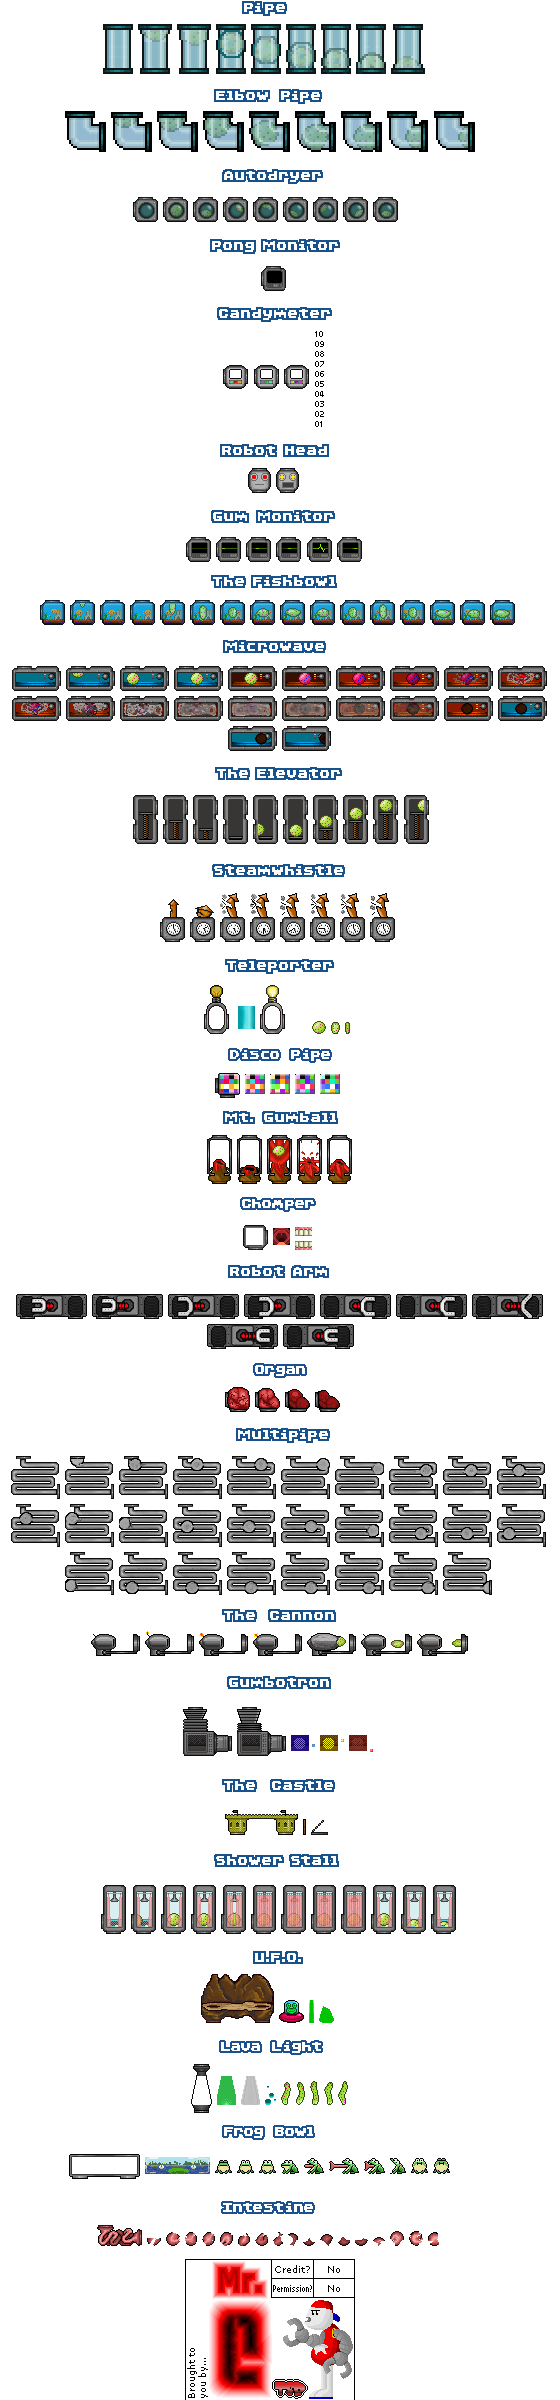 Pipe
Elbow Pipe
Autodryer
Pong Monitor
Candymeter
10
09
08
07
06
05
04
03
02
01
Robot Head
Gum Monitor
The Fishbowl
Microwave
The Elevator
Steamwhistle
Teleporter
Disco Pipe
Mt. Gumball
Chomper
Robot Arm
Organ
Multipipe
The Cannon
Gumbotron
The Castle
Shower Stall
U.F.O.
Lava Light
Frog Bowl
Intestine
Brought to
you by...
Mr.
C
Credit? No
Permission? No